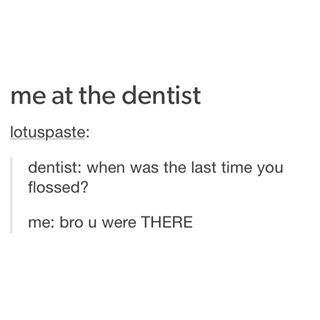 me at the dentist
lotuspaste:
dentist: when was the last time you
flossed?
me: bro u were THERE